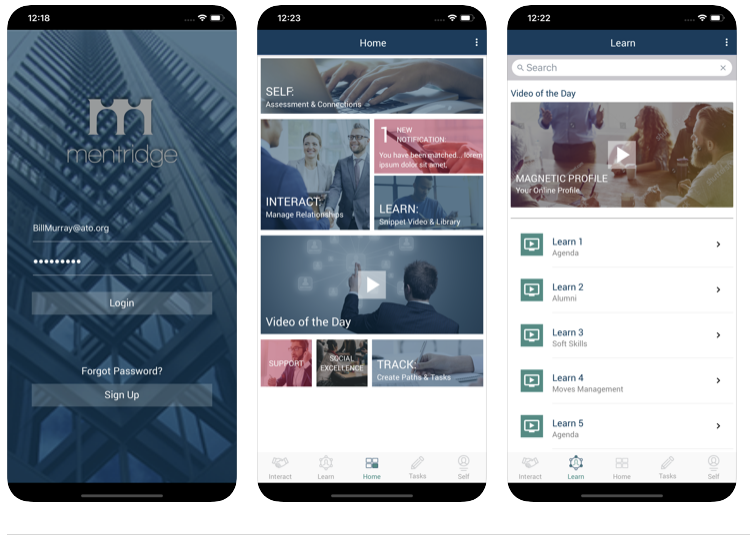 12:18
mentridge
BillMurray@ato.org
•••••••••
Login
Forgot Password?
Sign Up
12:23
Home
SELF:
Assessment & Connections
1 NEW
NOTIFICATION:
You have been matched... lorem
ipsum dolor sit amet.
INTERACT:
Manage Relationships
LEARN:
Snippet Video & Library
Video of the Day
SUPPORT
SOCIAL
EXCELLENCE
TRACK:
Create Paths & Tasks
Interact Learn Home Tasks Self
12:22
Learn
Search
Video of the Day
MAGNETIC PROFILE
Your Online Profile.
Learn 1
Agenda
Learn 2
Alumni
Learn 3
Soft Skills
Learn 4
Moves Management
Learn 5
Agenda
Interact Learn Home Tasks Self